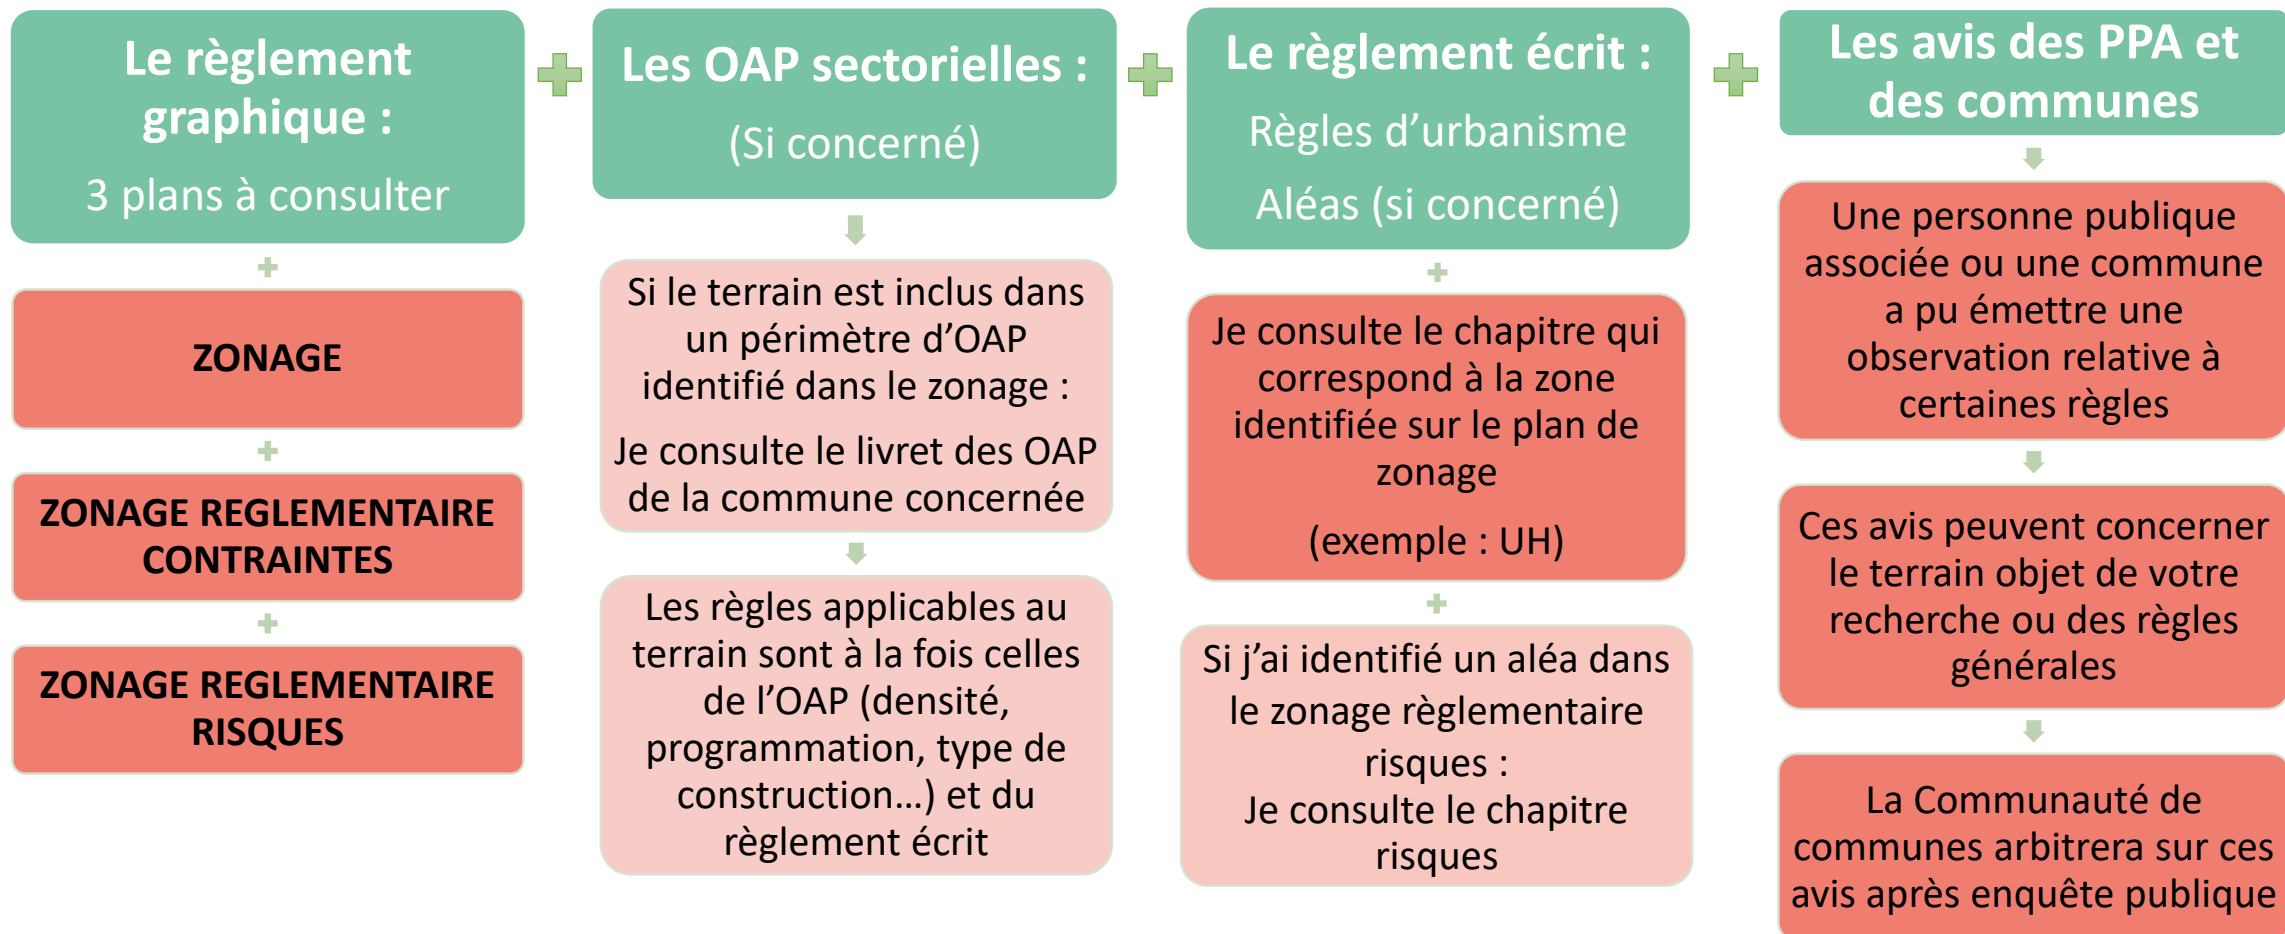 Le règlement
graphique :
3 plans à consulter
ZONAGE
ZONAGE REGLEMENTAIRE
CONTRAINTES
ZONAGE REGLEMENTAIRE
RISQUES
Les OAP sectorielles :
(Si concerné)
Si le terrain est inclus dans
un périmètre d’OAP
identifié dans le zonage :
Je consulte le livret des OAP
de la commune concernée
Les règles applicables au
terrain sont à la fois celles
de l’OAP (densité,
programmation, type de
construction…) et du
règlement écrit
Le règlement écrit :
Règles d’urbanisme
Aléas (si concerné)
Je consulte le chapitre qui
correspond à la zone
identifiée sur le plan de
zonage
(exemple : UH)
Si j’ai identifié un aléa dans
le zonage règlementaire
risques :
Je consulte le chapitre
risques
Les avis des PPA et
des communes
Une personne publique
associée ou une commune
a pu émettre une
observation relative à
certaines règles
Ces avis peuvent concerner
le terrain objet de votre
recherche ou des règles
générales
La Communauté de
communes arbitrera sur ces
avis après enquête publique